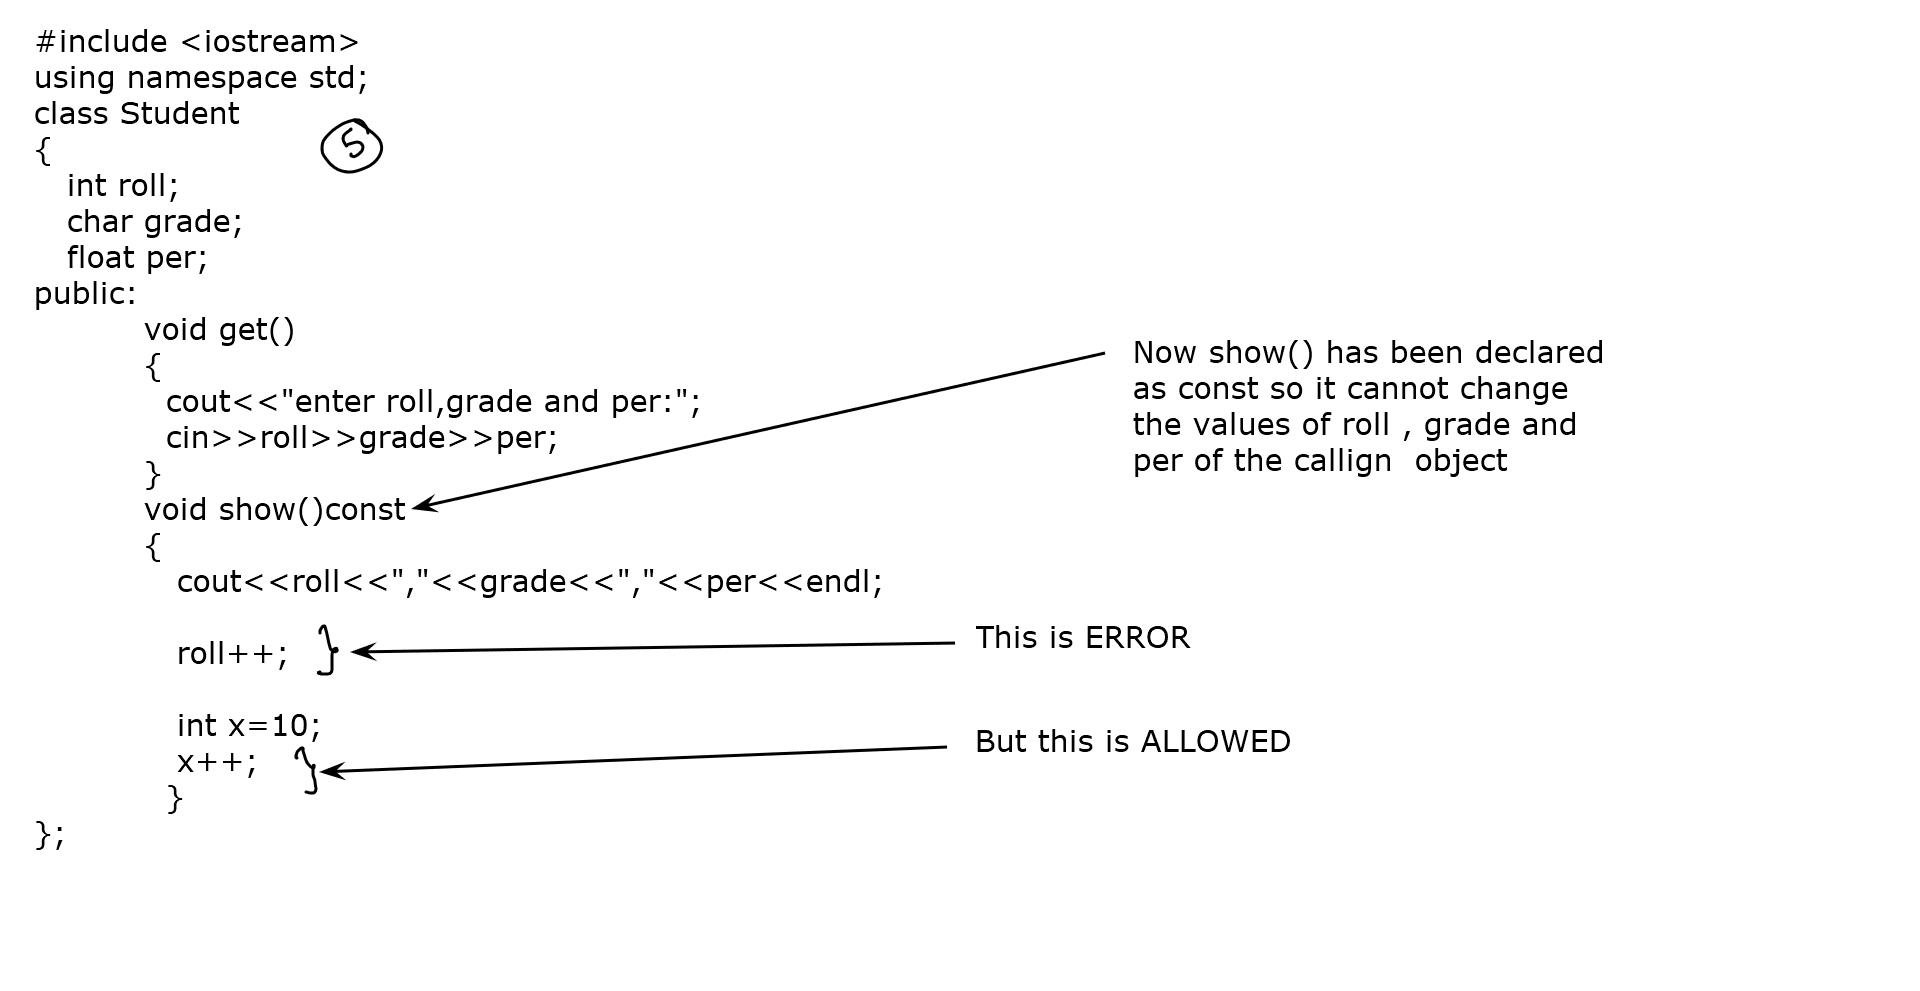 #include <iostream>
using namespace std;
class Student
{
5
int roll;
char grade;
float per;
public:
void get()
{
cout<<"enter roll,grade and per:";
cin>>roll>>grade>>per;
}
void show()const
{
cout<<roll<<","<<grade<<","<<per<<endl;
roll++; }
int x=10;
x++; }
}
};
Now show() has been declared
as const so it cannot change
the values of roll , grade and
per of the callign  object
This is ERROR
But this is ALLOWED